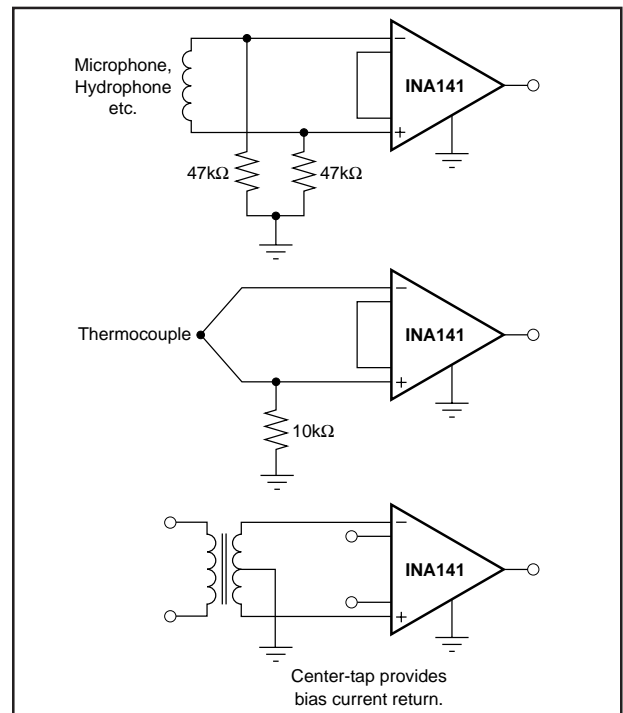 Microphone,
Hydrophone
etc.
−
INA141
+
47kΩ
47kΩ
Thermocouple
−
INA141
+
10kΩ
−
INA141
+
Center-tap provides
bias current return.